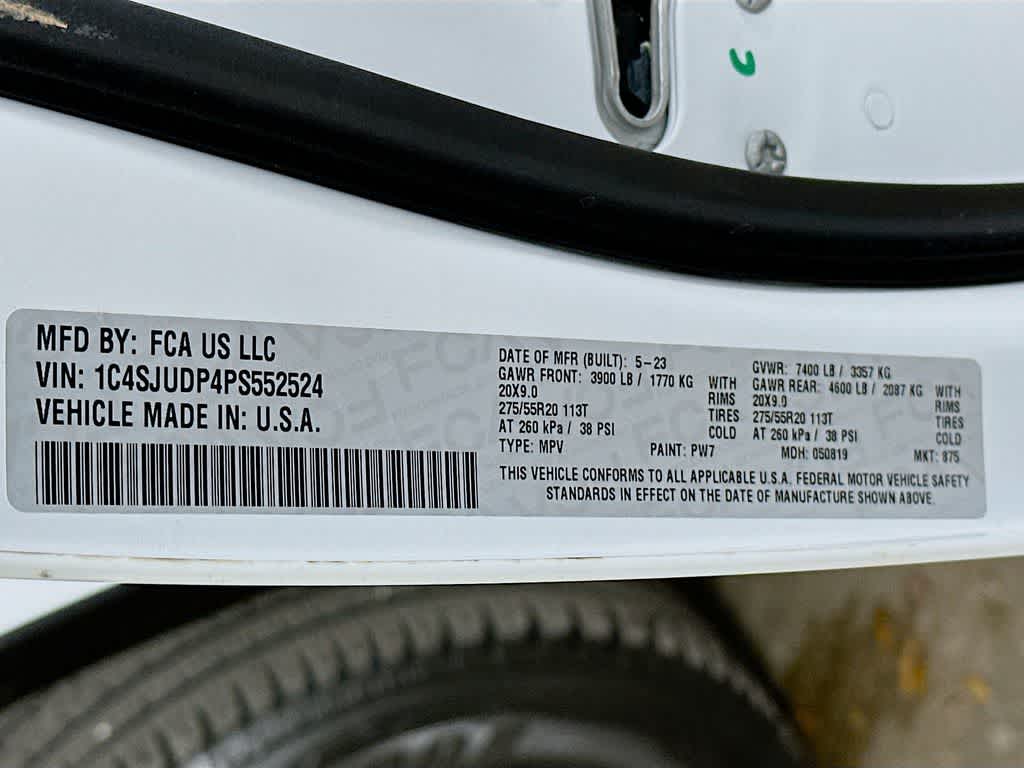 MFD BY: FCA US LLC
VIN: 1C4SJUDP4PS552524
VEHICLE MADE IN: U.S.A.
DATE OF MFR (BUILT): 5-23
GAWR FRONT: 3900 LB / 1770 KG WITH
20X9.0 RIMS
275/55R20 113T TIRES
AT 260 kPa / 38 PSI COLD
TYPE: MPV PAINT: PW7
GVWR: 7400 LB / 3357 KG
GAWR REAR: 4600 LB / 2087 KG WITH
20X9.0 RIMS
275/55R20 113T TIRES
AT 260 kPa / 38 PSI COLD
MDH: 050819 MKT: 875
THIS VEHICLE CONFORMS TO ALL APPLICABLE U.S.A. FEDERAL MOTOR VEHICLE SAFETY
STANDARDS IN EFFECT ON THE DATE OF MANUFACTURE SHOWN ABOVE.